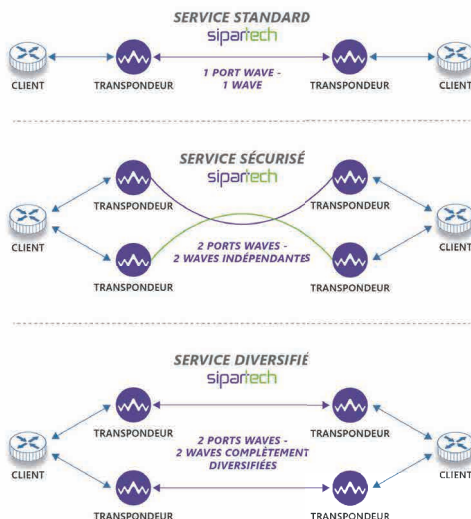 SERVICE STANDARD
sipartech
1 PORT WAVE -
1 WAVE
CLIENT
TRANSPONDEUR
TRANSPONDEUR
CLIENT
SERVICE SÉCURISÉ
sipartech
TRANSPONDEUR
TRANSPONDEUR
CLIENT
2 PORTS WAVES -
2 WAVES INDÉPENDANTES
CLIENT
TRANSPONDEUR
TRANSPONDEUR
SERVICE DIVERSIFIÉ
sipartech
TRANSPONDEUR
TRANSPONDEUR
2 PORTS WAVES -
2 WAVES COMPLÈTEMENT
DIVERSIFIÉES
CLIENT
CLIENT
TRANSPONDEUR
TRANSPONDEUR